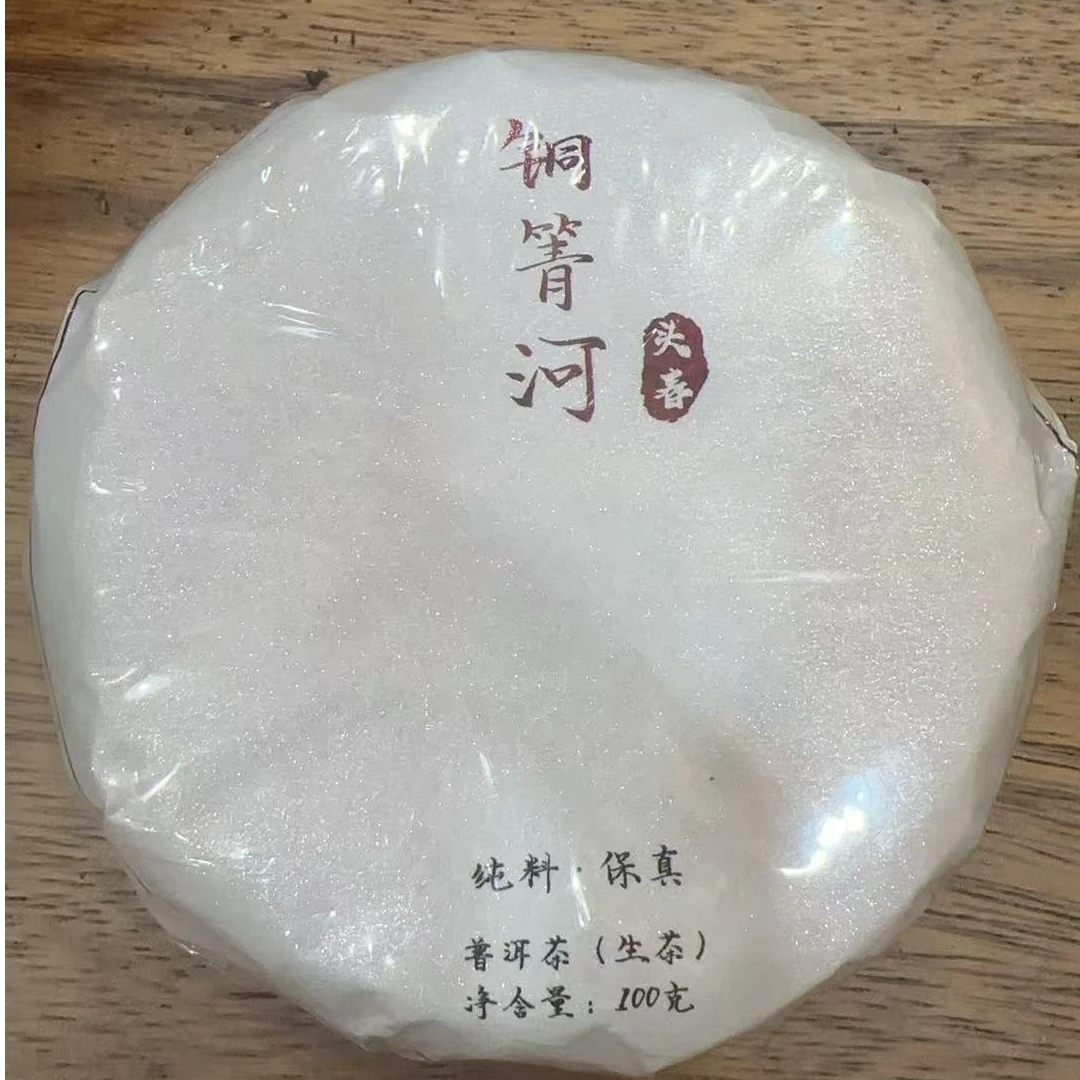 铜箐河
头春
纯料·保真
普洱茶（生茶）
净含量：100克